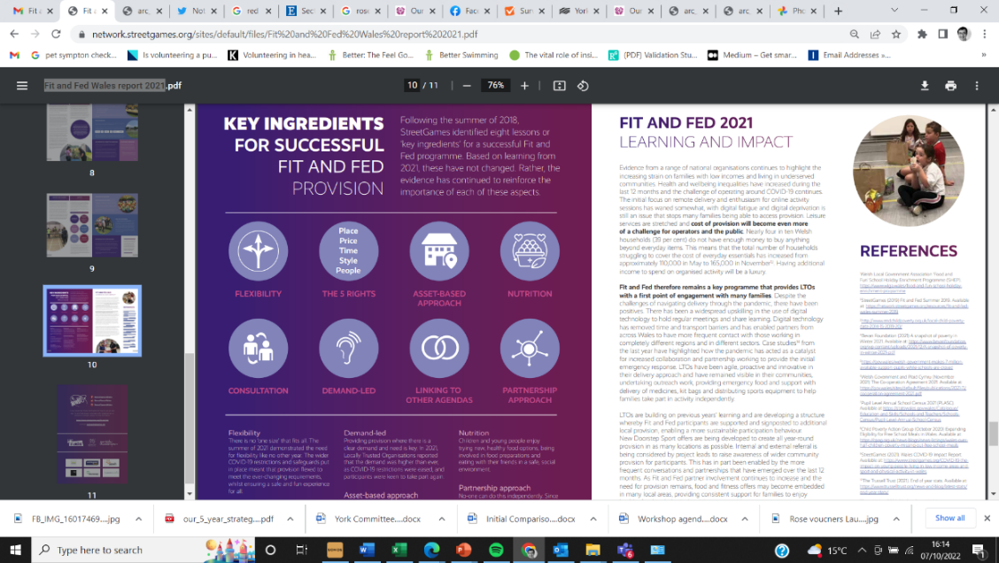 Fit a
Fit a
arc_
Not
red
Sect
rose
Our
Face
Sur
York
Our
arc_
arc_
Pho
network.streetgames.org/sites/default/files/Fit%20and%20Fed%20Wales%20report%202021.pdf
pet sympton check...
Is volunteering a pu...
Volunteering in hea...
Better: The Feel Go...
Better Swimming
The vital role of insi...
(PDF) Validation Stu...
Medium – Get smar...
Email Addresses »...
Fit and Fed Wales report 2021.pdf
10 / 11
76%
8
9
10
11
KEY INGREDIENTS
FOR SUCCESSFUL
FIT AND FED
PROVISION
Following the summer of 2018,
StreetGames identified eight lessons or
'key ingredients' for a successful Fit and
Fed programme. Based on learning from
2021, these have not changed. Rather, the
evidence has continued to reinforce the
importance of each of these aspects.
Place
Price
Time
Style
People
FLEXIBILITY
THE 5 RIGHTS
ASSET-BASED
APPROACH
NUTRITION
CONSULTATION
DEMAND-LED
LINKING TO
OTHER AGENDAS
PARTNERSHIP
APPROACH
Flexibility
There is no 'one size' that fits all. The
summer of 2021 demonstrated the need
for flexibility like no other year. The wider
COVID-19 restrictions and safeguards put
in place meant that provision flexed to
meet the ever-changing requirements,
whilst ensuring a safe and fun experience
for all.
Demand-led
Providing provision where there is a
clear demand and need is key. In 2021,
Locally Trusted Organisations reported
that the demand was higher than ever,
as COVID-19 restrictions were eased, and
participants were keen to take part again
Asset-based approach
Nutrition
Children and young people enjoy
trying new, healthy food options, being
involved in food preparations and
eating with their friends in a safe, social
environment.
Partnership approach
No-one can do this independently. Since
FIT AND FED 2021
LEARNING AND IMPACT
Evidence from a range of national organisations continues to highlight the
increasing strain on families with low incomes and living in underserved
communities. Health and wellbeing inequalities have increased during the
last 12 months and the challenge of operating around COVID-19 continues.
The initial focus on remote delivery and enthusiasm for online activity
sessions has waned somewhat, with digital fatigue and digital deprivation is
still an issue that stops many families being able to access provision. Leisure
services are stretched and cost of provision will become even more
of a challenge for operators and the public. Nearly four in ten Welsh
households (39 per cent) do not have enough money to buy anything
beyond everyday items. This means that the total number of households
struggling to cover the cost of everyday essentials has increased from
approximately 110,000 in May to 165,000 in November. Having additional
income to spend on organised activity will be a luxury.
Fit and Fed therefore remains a key programme that provides LTOs
with a first point of engagement with many families. Despite the
challenges of navigating delivery through the pandemic, there have been
positives. There has been a widespread upskilling in the use of digital
technology to hold regular meetings and share learning. Digital technology
has removed time and transport barriers and has enabled partners from
across Wales to have more frequent contact with those working in
completely different regions and in different sectors. Case studies from
the last year have highlighted how the pandemic has acted as a catalyst
for increased collaboration and partnership working to provide the initial
emergency response. LTOs have been agile, proactive and innovative in
their delivery approach and have remained visible in their communities,
undertaking outreach work, providing emergency food and support with
delivery of medicines, kit bags and distributing sports equipment to help
families take part in activity independently.
LTOs are building on previous years' learning and are developing a structure
whereby Fit and Fed participants are supported and signposted to additional
local provision, enabling a more sustainable participation behaviour.
New Doorstep Sport offers are being developed to create all year-round
provision in as many locations as possible. Internal and external referral is
being considered by project leads to raise awareness of wider community
provision for participants. This has in part been enabled by the more
frequent conversations and partnerships that have emerged over the last 12
months. As Fit and Fed partner involvement continues to increase and the
need for provision remains, food and fitness offers may become embedded
in many local areas, providing consistent support for families to enjoy
REFERENCES
FB_IMG_16017469....jpg
our_5_year_strateg....pdf
York Committee....docx
Initial Compariso....docx
Workshop agend....docx
Rose voucners Lau....jpg
Show all
Type here to search
15°C
16:14
07/10/2022